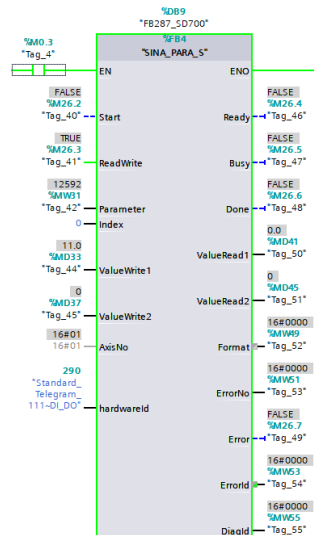 %DB9
"FB287_SD700"
%M0.3
"Tag_4"
%FB4
"SINA_PARA_S"
EN
ENO
FALSE
%M26.2
"Tag_40"
Start
FALSE
%M26.4
Ready
"Tag_46"
TRUE
%M26.3
"Tag_41"
ReadWrite
FALSE
%M26.5
Busy
"Tag_47"
12592
%MW31
"Tag_42"
Parameter
FALSE
%M26.6
Done
"Tag_48"
0
Index
11.0
%MD33
"Tag_44"
ValueWrite1
0.0
%MD41
ValueRead1
"Tag_50"
0
%MD37
"Tag_45"
ValueWrite2
0
%MD45
ValueRead2
"Tag_51"
16#01
16#01
AxisNo
16#0000
%MW49
Format
"Tag_52"
290
"Standard_
Telegram_
111~DI_DO"
hardwareId
16#0000
%MW51
ErrorNo
"Tag_53"
FALSE
%M26.7
Error
"Tag_49"
16#0000
%MW53
ErrorId
"Tag_54"
16#0000
%MW55
DiagId
"Tag_55"